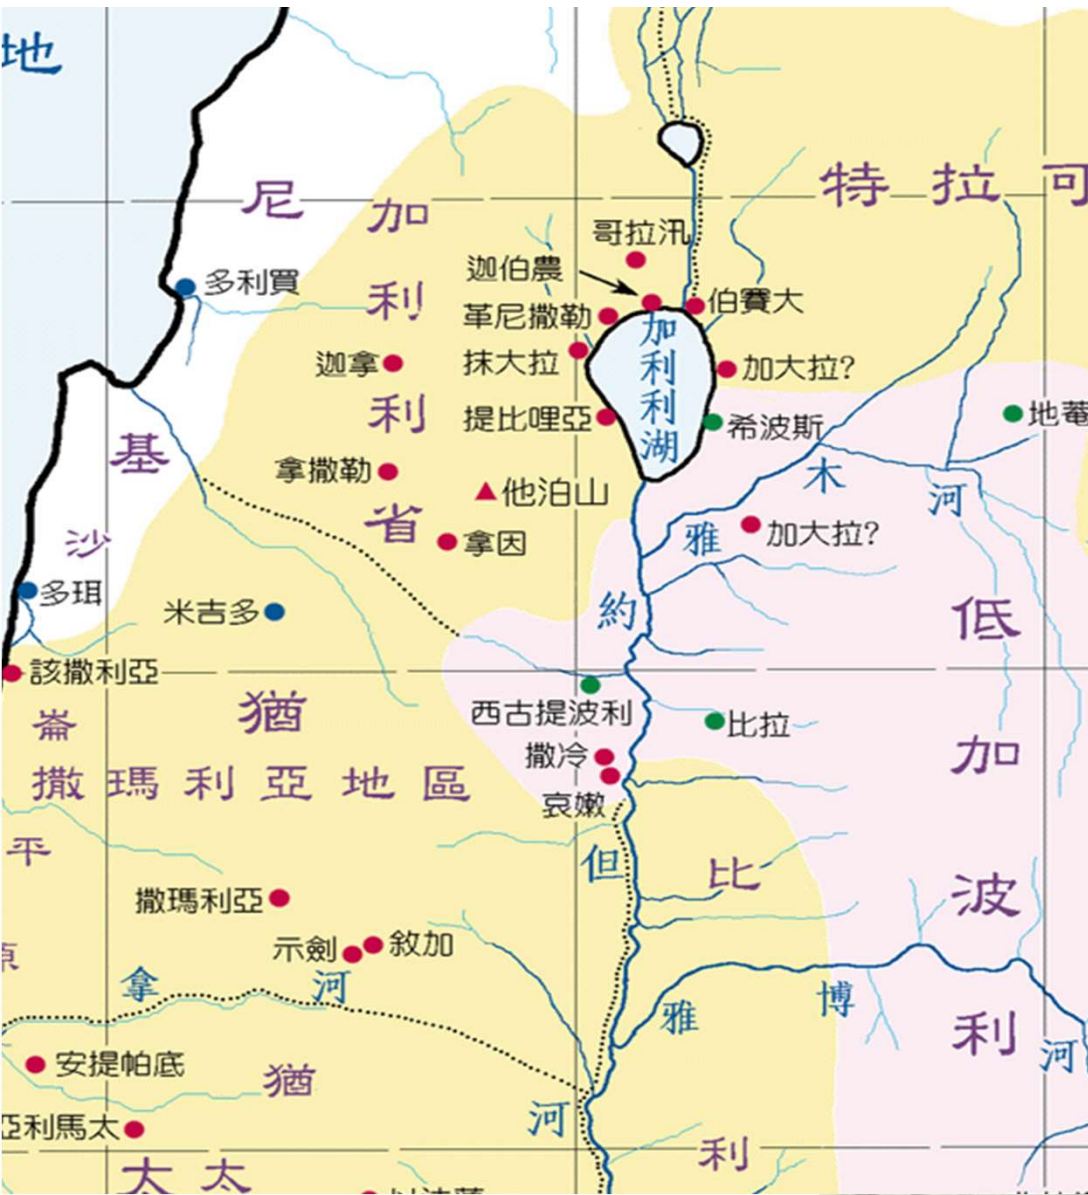 地
特拉可
尼
加利利省
哥拉汛
迦伯農
多利買
伯賽大
革尼撒勒
加利利湖
迦拿
抹大拉
加大拉?
提比哩亞
希波斯
地菴
基
拿撒勒
他泊山
木
河
省
沙
拿因
雅
加大拉?
多珥
米吉多
約
低加波利
該撒利亞
猶
西古提波利
比拉
崙
撒冷
撒瑪利亞地區
哀嫩
平
但
比
撒瑪利亞
示劍
敘加
原
拿
河
雅
博
河
安提帕底
猶
河
亞利馬太
利
太
太